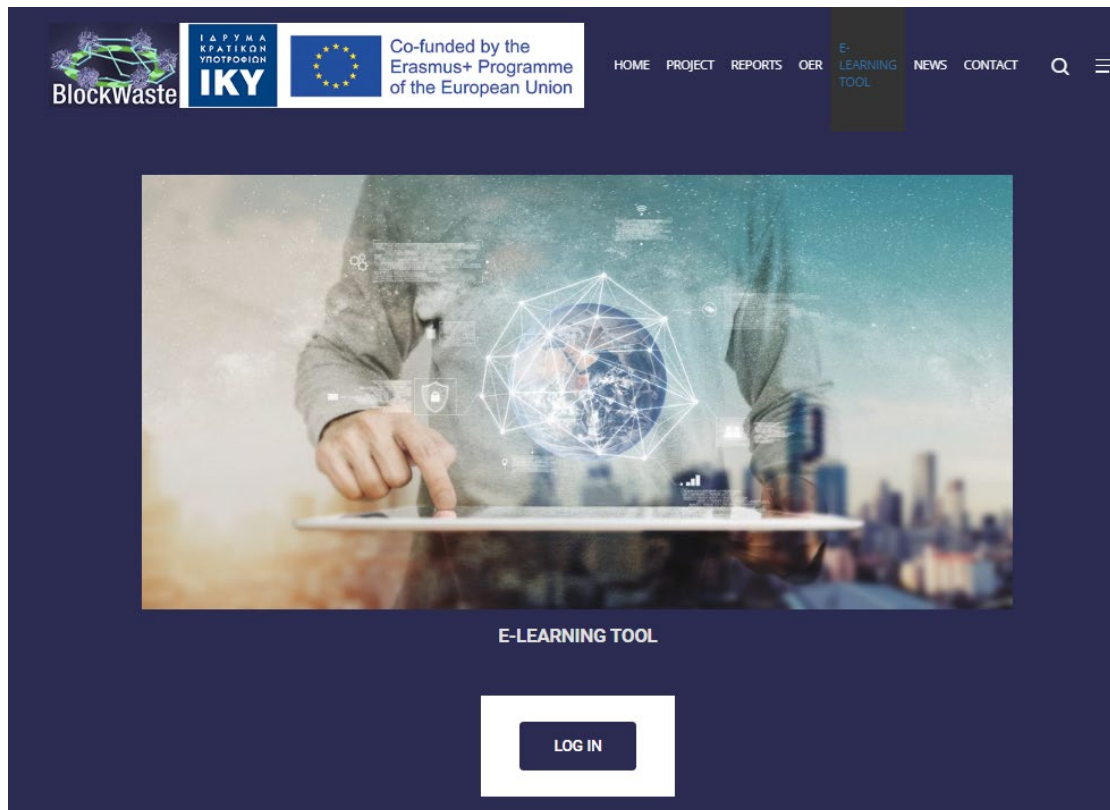 BlockWaste
ΙΔΡΥΜΑ
ΚΡΑΤΙΚΩΝ
ΥΠΟΤΡΟΦΙΩΝ
IKY
Co-funded by the
Erasmus+ Programme
of the European Union
HOME PROJECT REPORTS OER
E-
LEARNING
TOOL
NEWS CONTACT
E-LEARNING TOOL
LOG IN